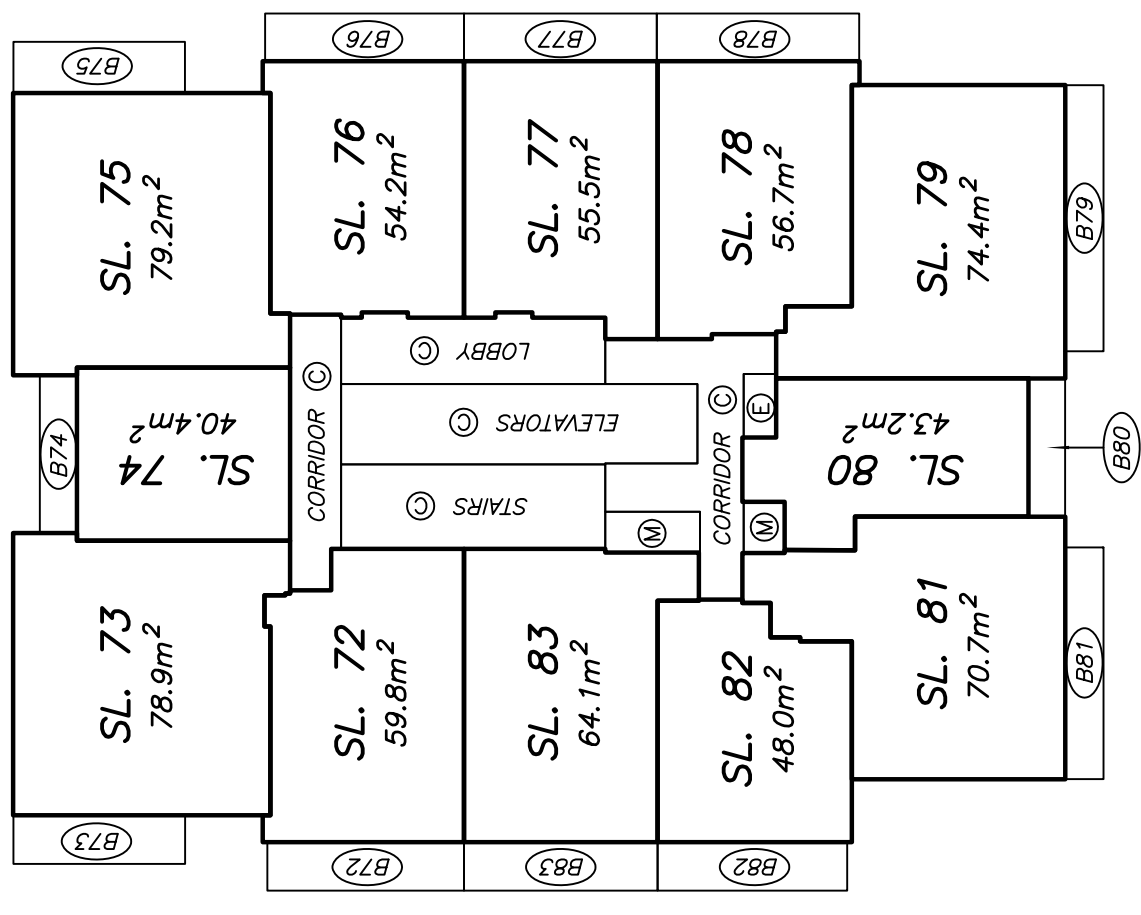 B75
B76
B77
B78
SL. 75
79.2m²
SL. 76
54.2m²
SL. 77
55.5m²
SL. 78
56.7m²
SL. 79
74.4m²
B79
LOBBY
C
CORRIDOR
C
ELEVATORS
C
STAIRS
C
CORRIDOR
C
E
M
M
B74
SL. 74
40.4m²
SL. 80
43.2m²
B80
SL. 73
78.9m²
SL. 72
59.8m²
SL. 83
64.1m²
SL. 82
48.0m²
SL. 81
70.7m²
B81
B73
B72
B83
B82